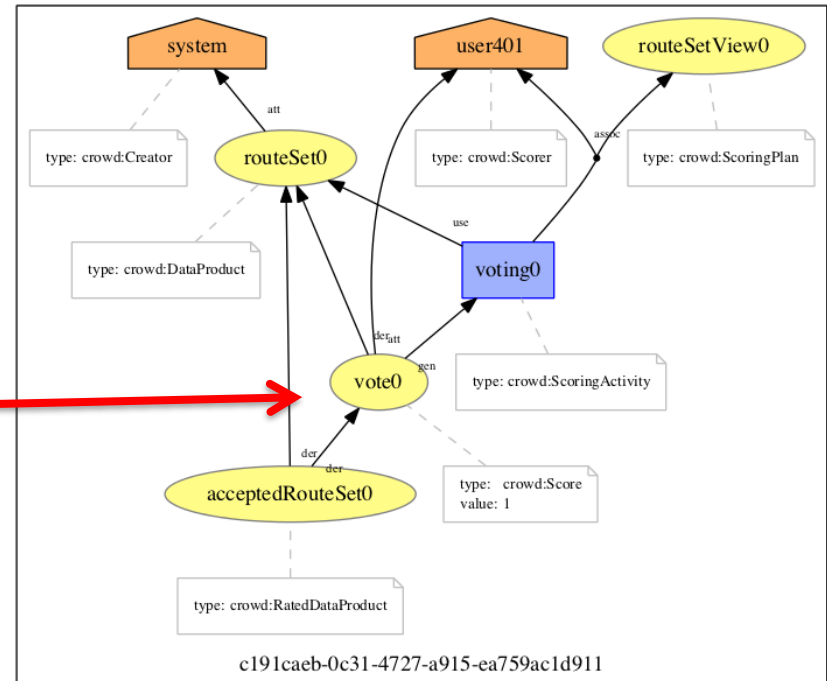 system
user401
routeSetView0
att
assoc
type: crowd:Creator
routeSet0
type: crowd:Scorer
type: crowd:ScoringPlan
use
type: crowd:DataProduct
voting0
der
att
gen
vote0
type: crowd:ScoringActivity
der
der
acceptedRouteSet0
type: crowd:Score
value: 1
type: crowd:RatedDataProduct
c191caeb-0c31-4727-a915-ea759ac1d911